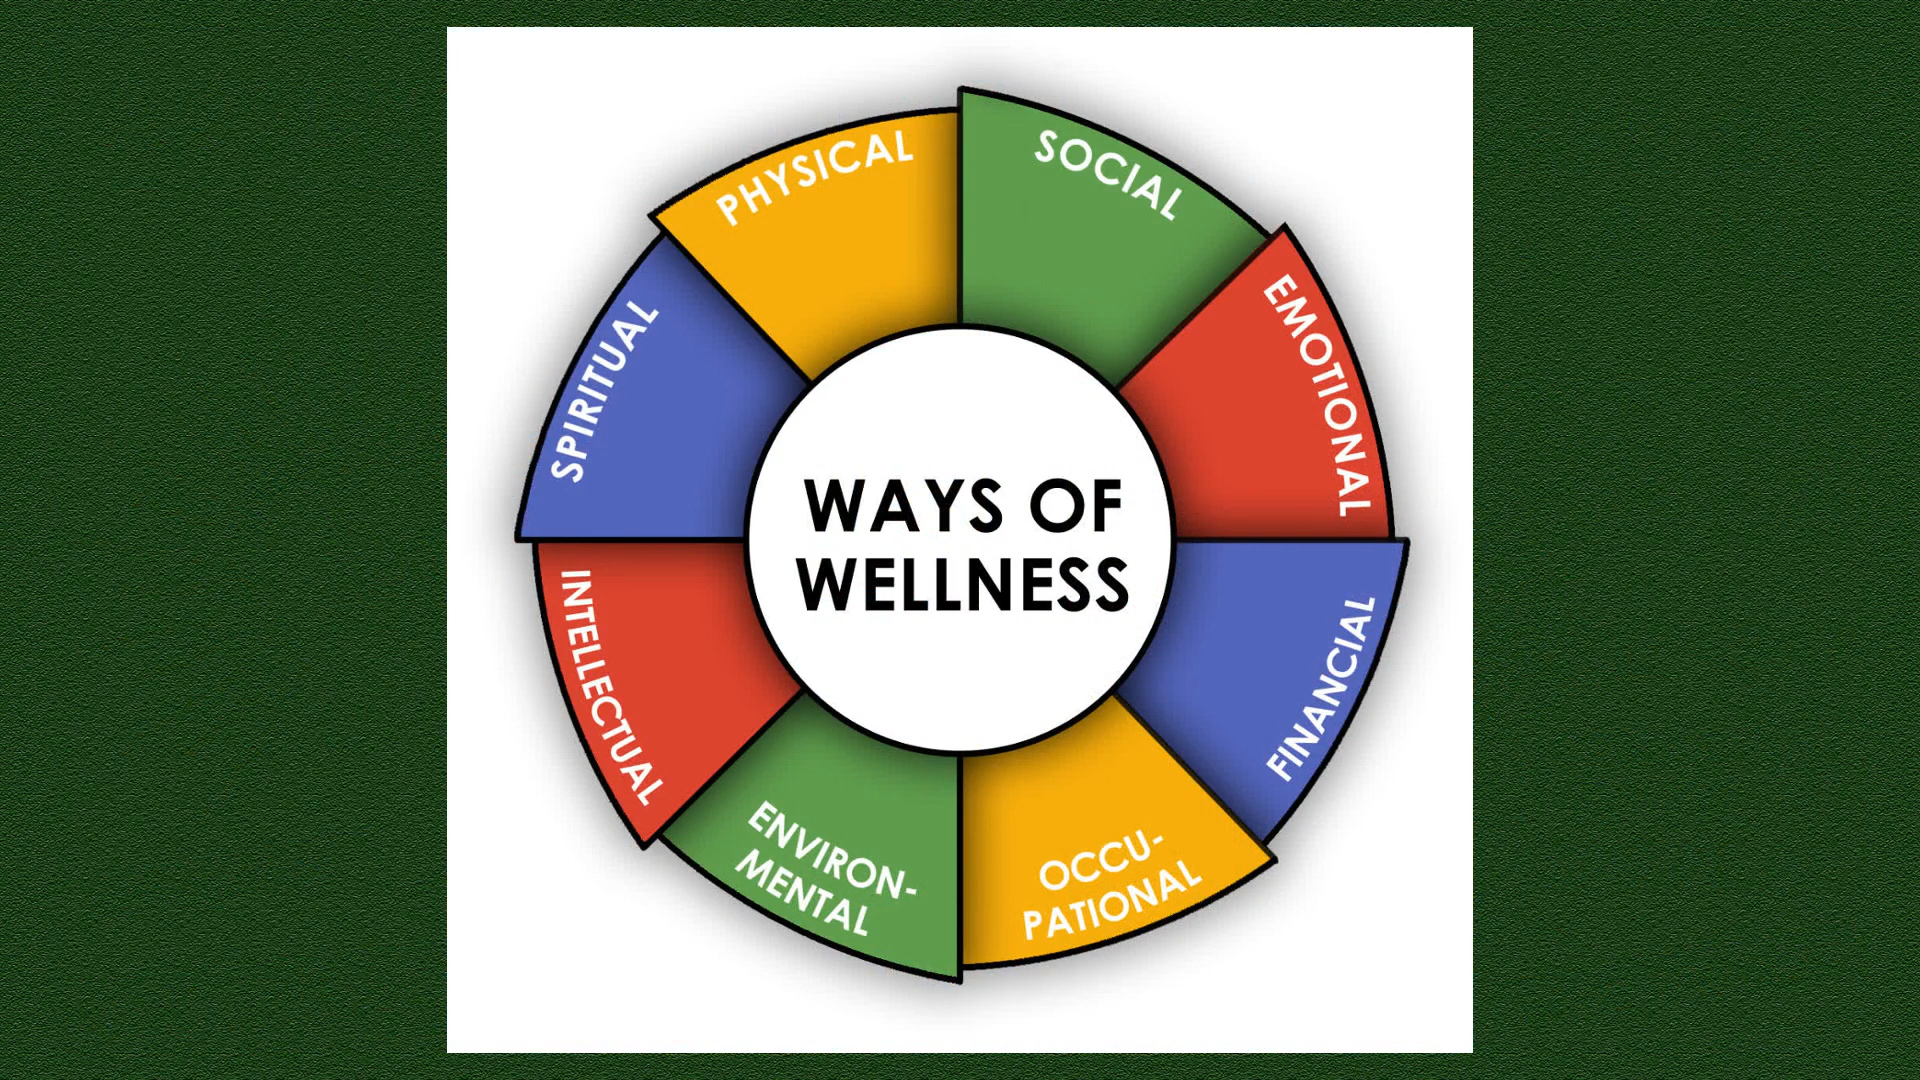 WAYS OF
WELLNESS
SOCIAL
EMOTIONAL
FINANCIAL
OCCU-
PATIONAL
ENVIRON-
MENTAL
INTELLECTUAL
SPIRITUAL
PHYSICAL